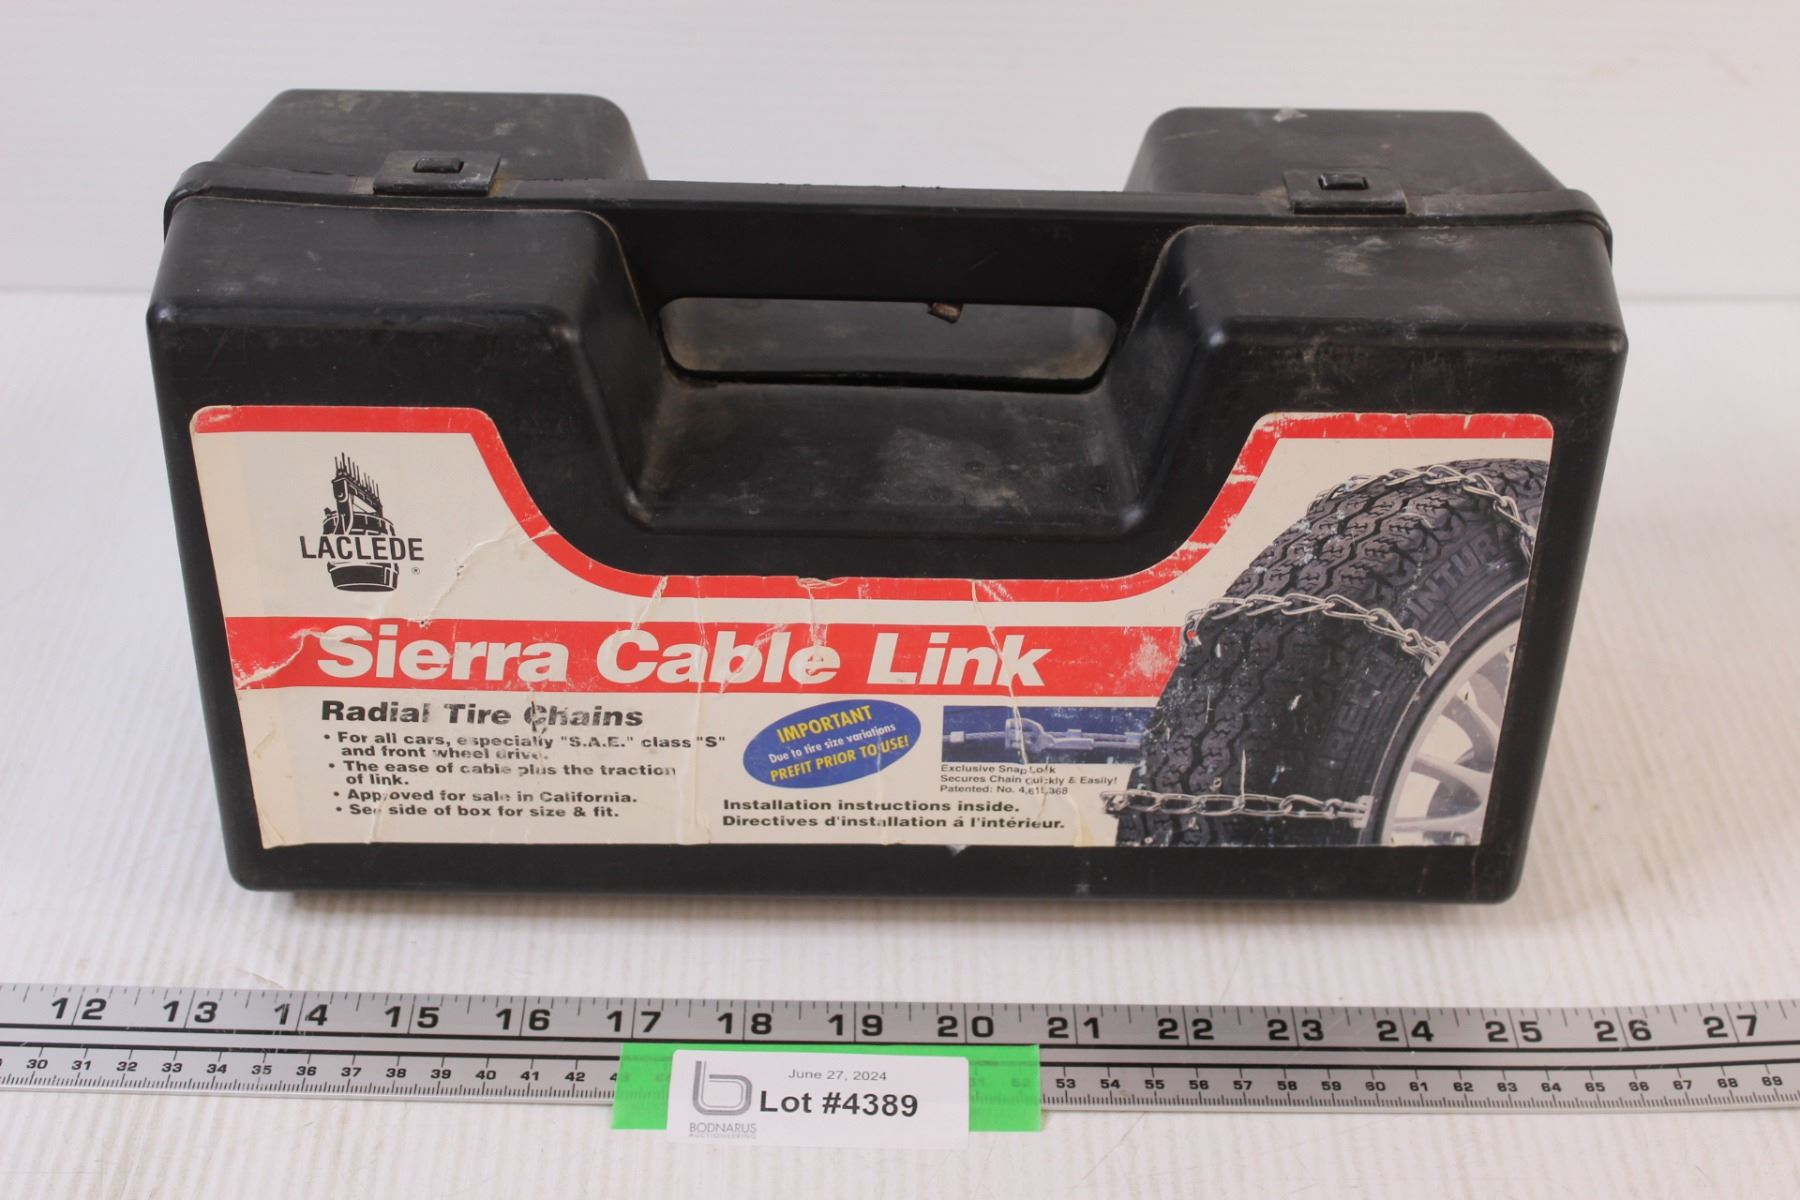 LACLEDE
®
Sierra Cable Link
Radial Tire Chains
• For all cars, especially "S.A.E." class "S"
and front wheel drive.
• The ease of cable plus the traction
of link.
• Approved for sale in California.
• See side of box for size & fit.
IMPORTANT
Due to tire size variations
PREFIT PRIOR TO USE!
Exclusive Snap Lock
Secures Chain quickly & Easily!
Patented: No.
Installation instructions inside.
Directives d'installation á l'intérieur.
12 13 14 15 16 17 18 19 20 21 22 23 24 25 26 27
30 31 32 33 34 35 36 37 38 39 40 41 42 53 54 55 56 57 58 59 60 61 62 63 64 65 66 67 68 69
June 27, 2024
Lot #4389
BODNARUS
AUCTIONEERING